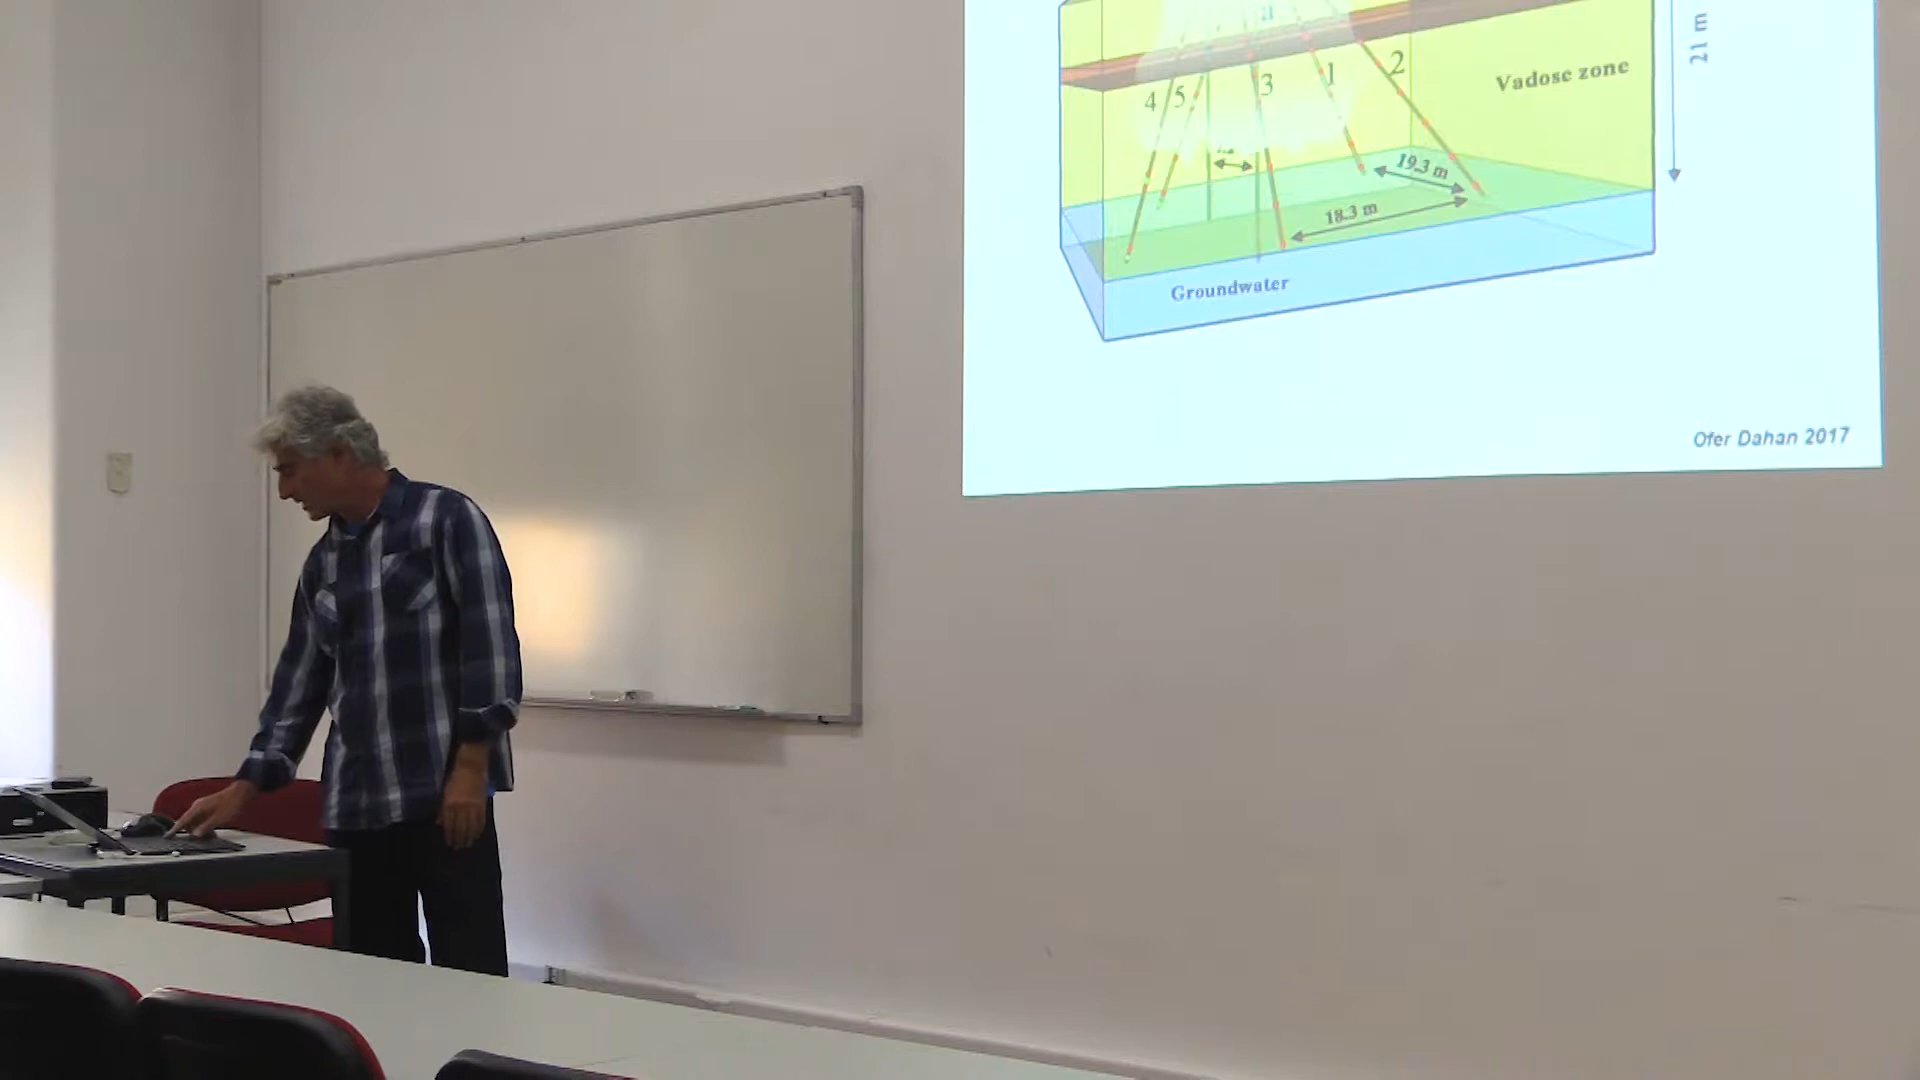 21 m
2
1
3
4
5
Vadose zone
19.3 m
18.3 m
Groundwater
Ofer Dahan 2017